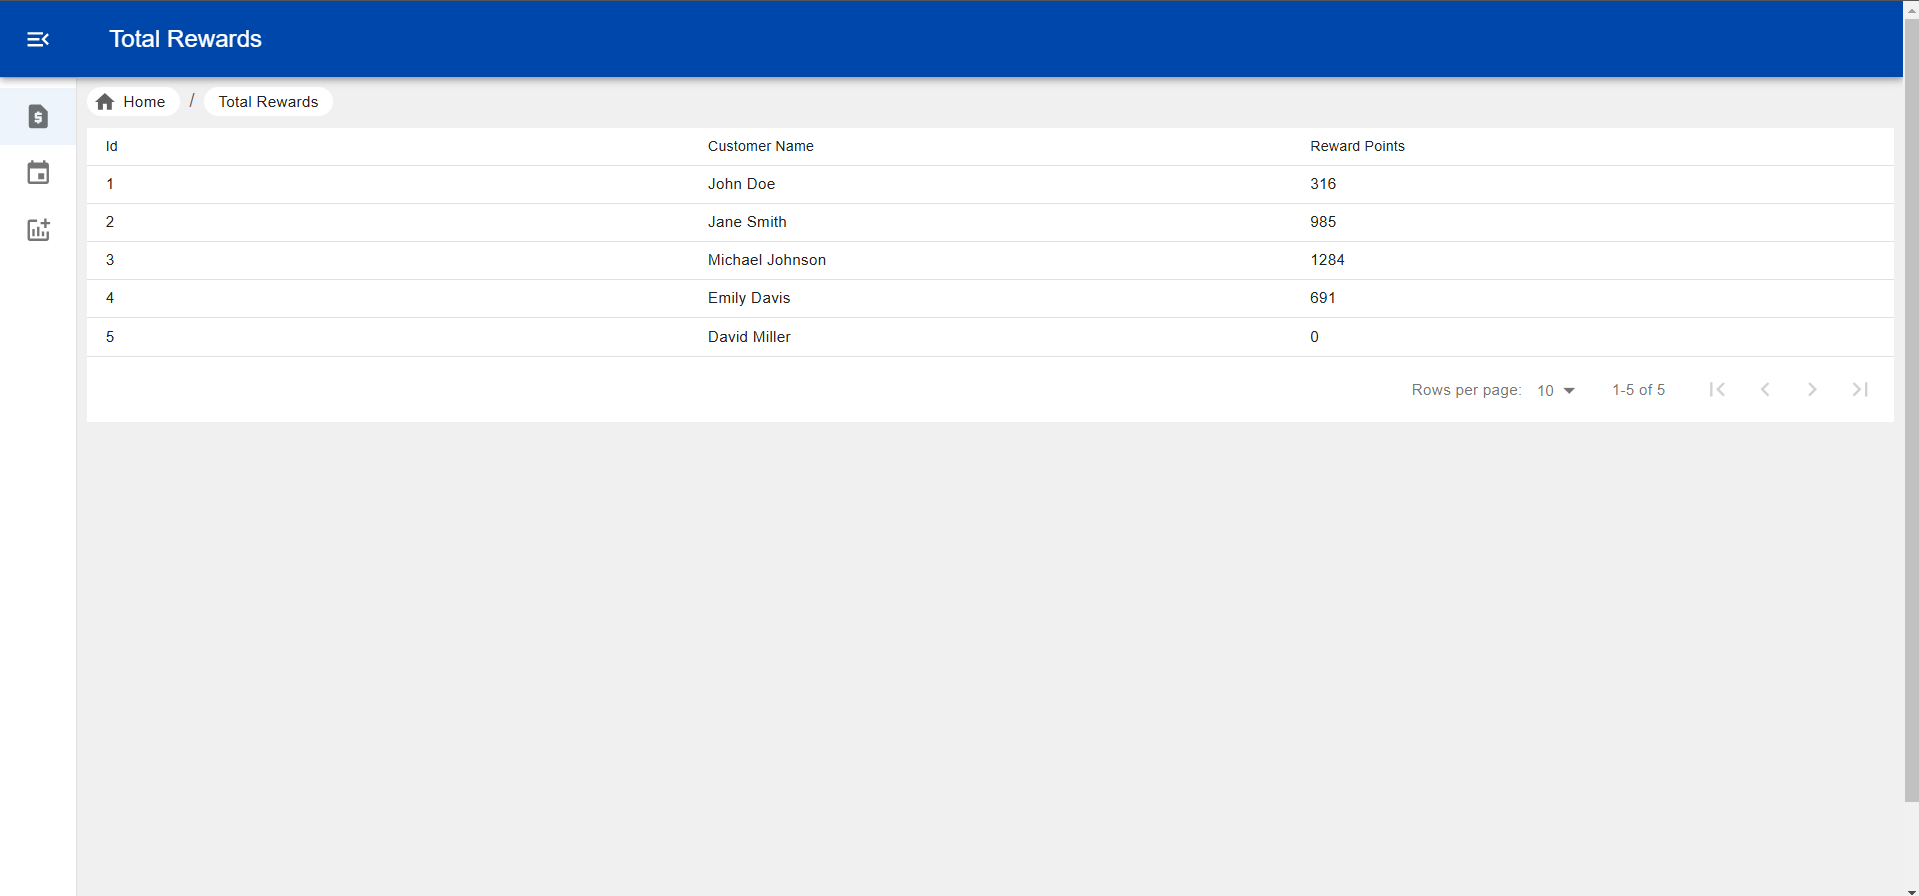 Total Rewards
Home / Total Rewards
Id Customer Name Reward Points
1 John Doe 316
2 Jane Smith 985
3 Michael Johnson 1284
4 Emily Davis 691
5 David Miller 0
Rows per page: 10 1-5 of 5